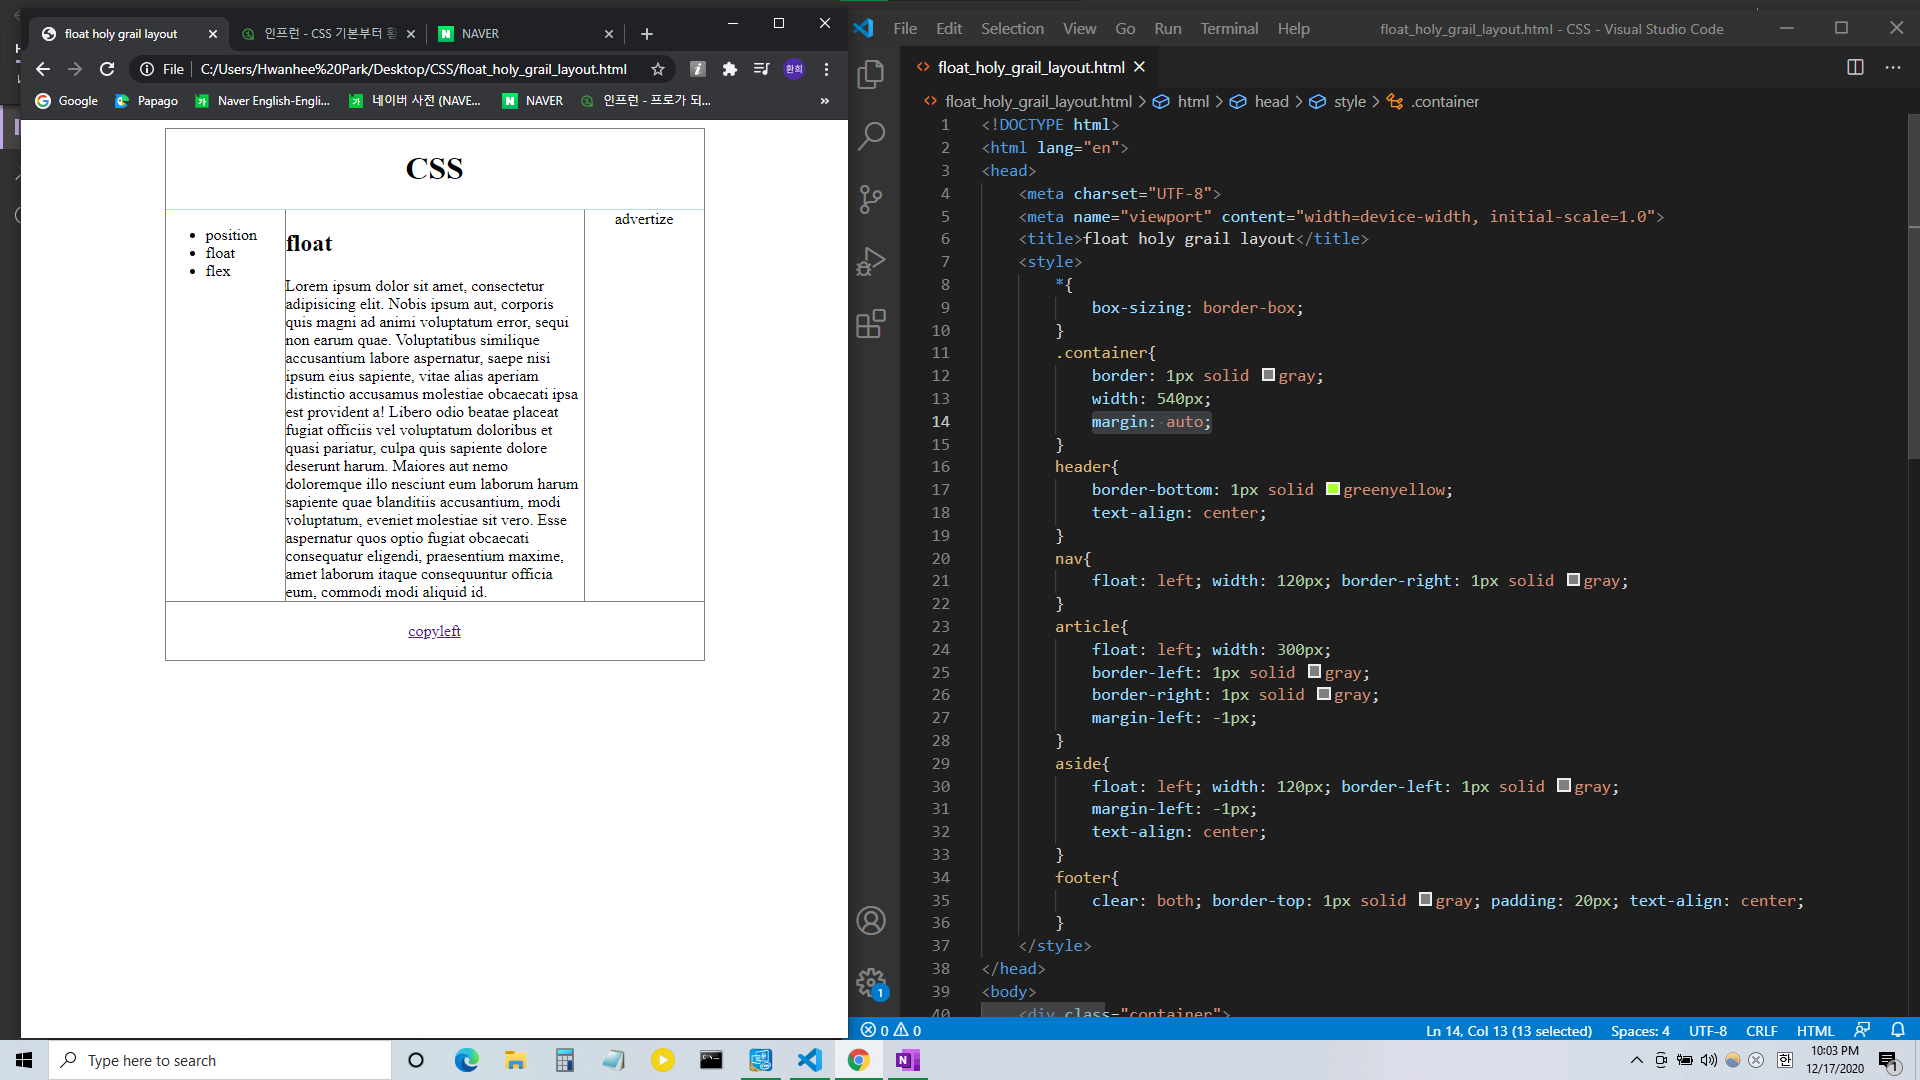 float holy grail layout
인프런 - CSS 기본부터 활
NAVER
File
C:/Users/Hwanhee%20Park/Desktop/CSS/float_holy_grail_layout.html
환희
Google
Papago
Naver English-Engli...
네이버 사전 (NAVE...
NAVER
인프런 - 프로가 되...
»
CSS
position
float
flex
float
Lorem ipsum dolor sit amet, consectetur
adipisicing elit. Nobis ipsum aut, corporis
quis magni ad animi voluptatum error, sequi
non earum quae. Voluptatibus similique
accusantium labore aspernatur, saepe nisi
ipsum eius sapiente, vitae alias aperiam
distinctio accusamus molestiae obcaecati ipsa
est provident a! Libero odio beatae placeat
fugiat officiis vel voluptatum doloribus et
quasi pariatur, culpa quis sapiente dolore
deserunt harum. Maiores aut nemo
doloremque illo nesciunt eum laborum harum
sapiente quae blanditiis accusantium, modi
voluptatum, eveniet molestiae sit vero. Esse
aspernatur quos optio fugiat obcaecati
consequatur eligendi, praesentium maxime,
amet laborum itaque consequuntur officia
eum, commodi modi aliquid id.
advertize
copyleft
File Edit Selection View Go Run Terminal Help
float_holy_grail_layout.html - CSS - Visual Studio Code
float_holy_grail_layout.html
float_holy_grail_layout.html > html > head > style > .container
1 <!DOCTYPE html>
2 <html lang="en">
3 <head>
4 <meta charset="UTF-8">
5 <meta name="viewport" content="width=device-width, initial-scale=1.0">
6 <title>float holy grail layout</title>
7 <style>
8 *{
9 box-sizing: border-box;
10 }
11 .container{
12 border: 1px solid gray;
13 width: 540px;
14 margin: auto;
15 }
16 header{
17 border-bottom: 1px solid greenyellow;
18 text-align: center;
19 }
20 nav{
21 float: left; width: 120px; border-right: 1px solid gray;
22 }
23 article{
24 float: left; width: 300px;
25 border-left: 1px solid gray;
26 border-right: 1px solid gray;
27 margin-left: -1px;
28 }
29 aside{
30 float: left; width: 120px; border-left: 1px solid gray;
31 margin-left: -1px;
32 text-align: center;
33 }
34 footer{
35 clear: both; border-top: 1px solid gray; padding: 20px; text-align: center;
36 }
37 </style>
38 </head>
39 <body>
40 <div class="container">
1
0 0
Ln 14, Col 13 (13 selected)
Spaces: 4
UTF-8
CRLF
HTML
Type here to search
한
10:03 PM
12/17/2020
1